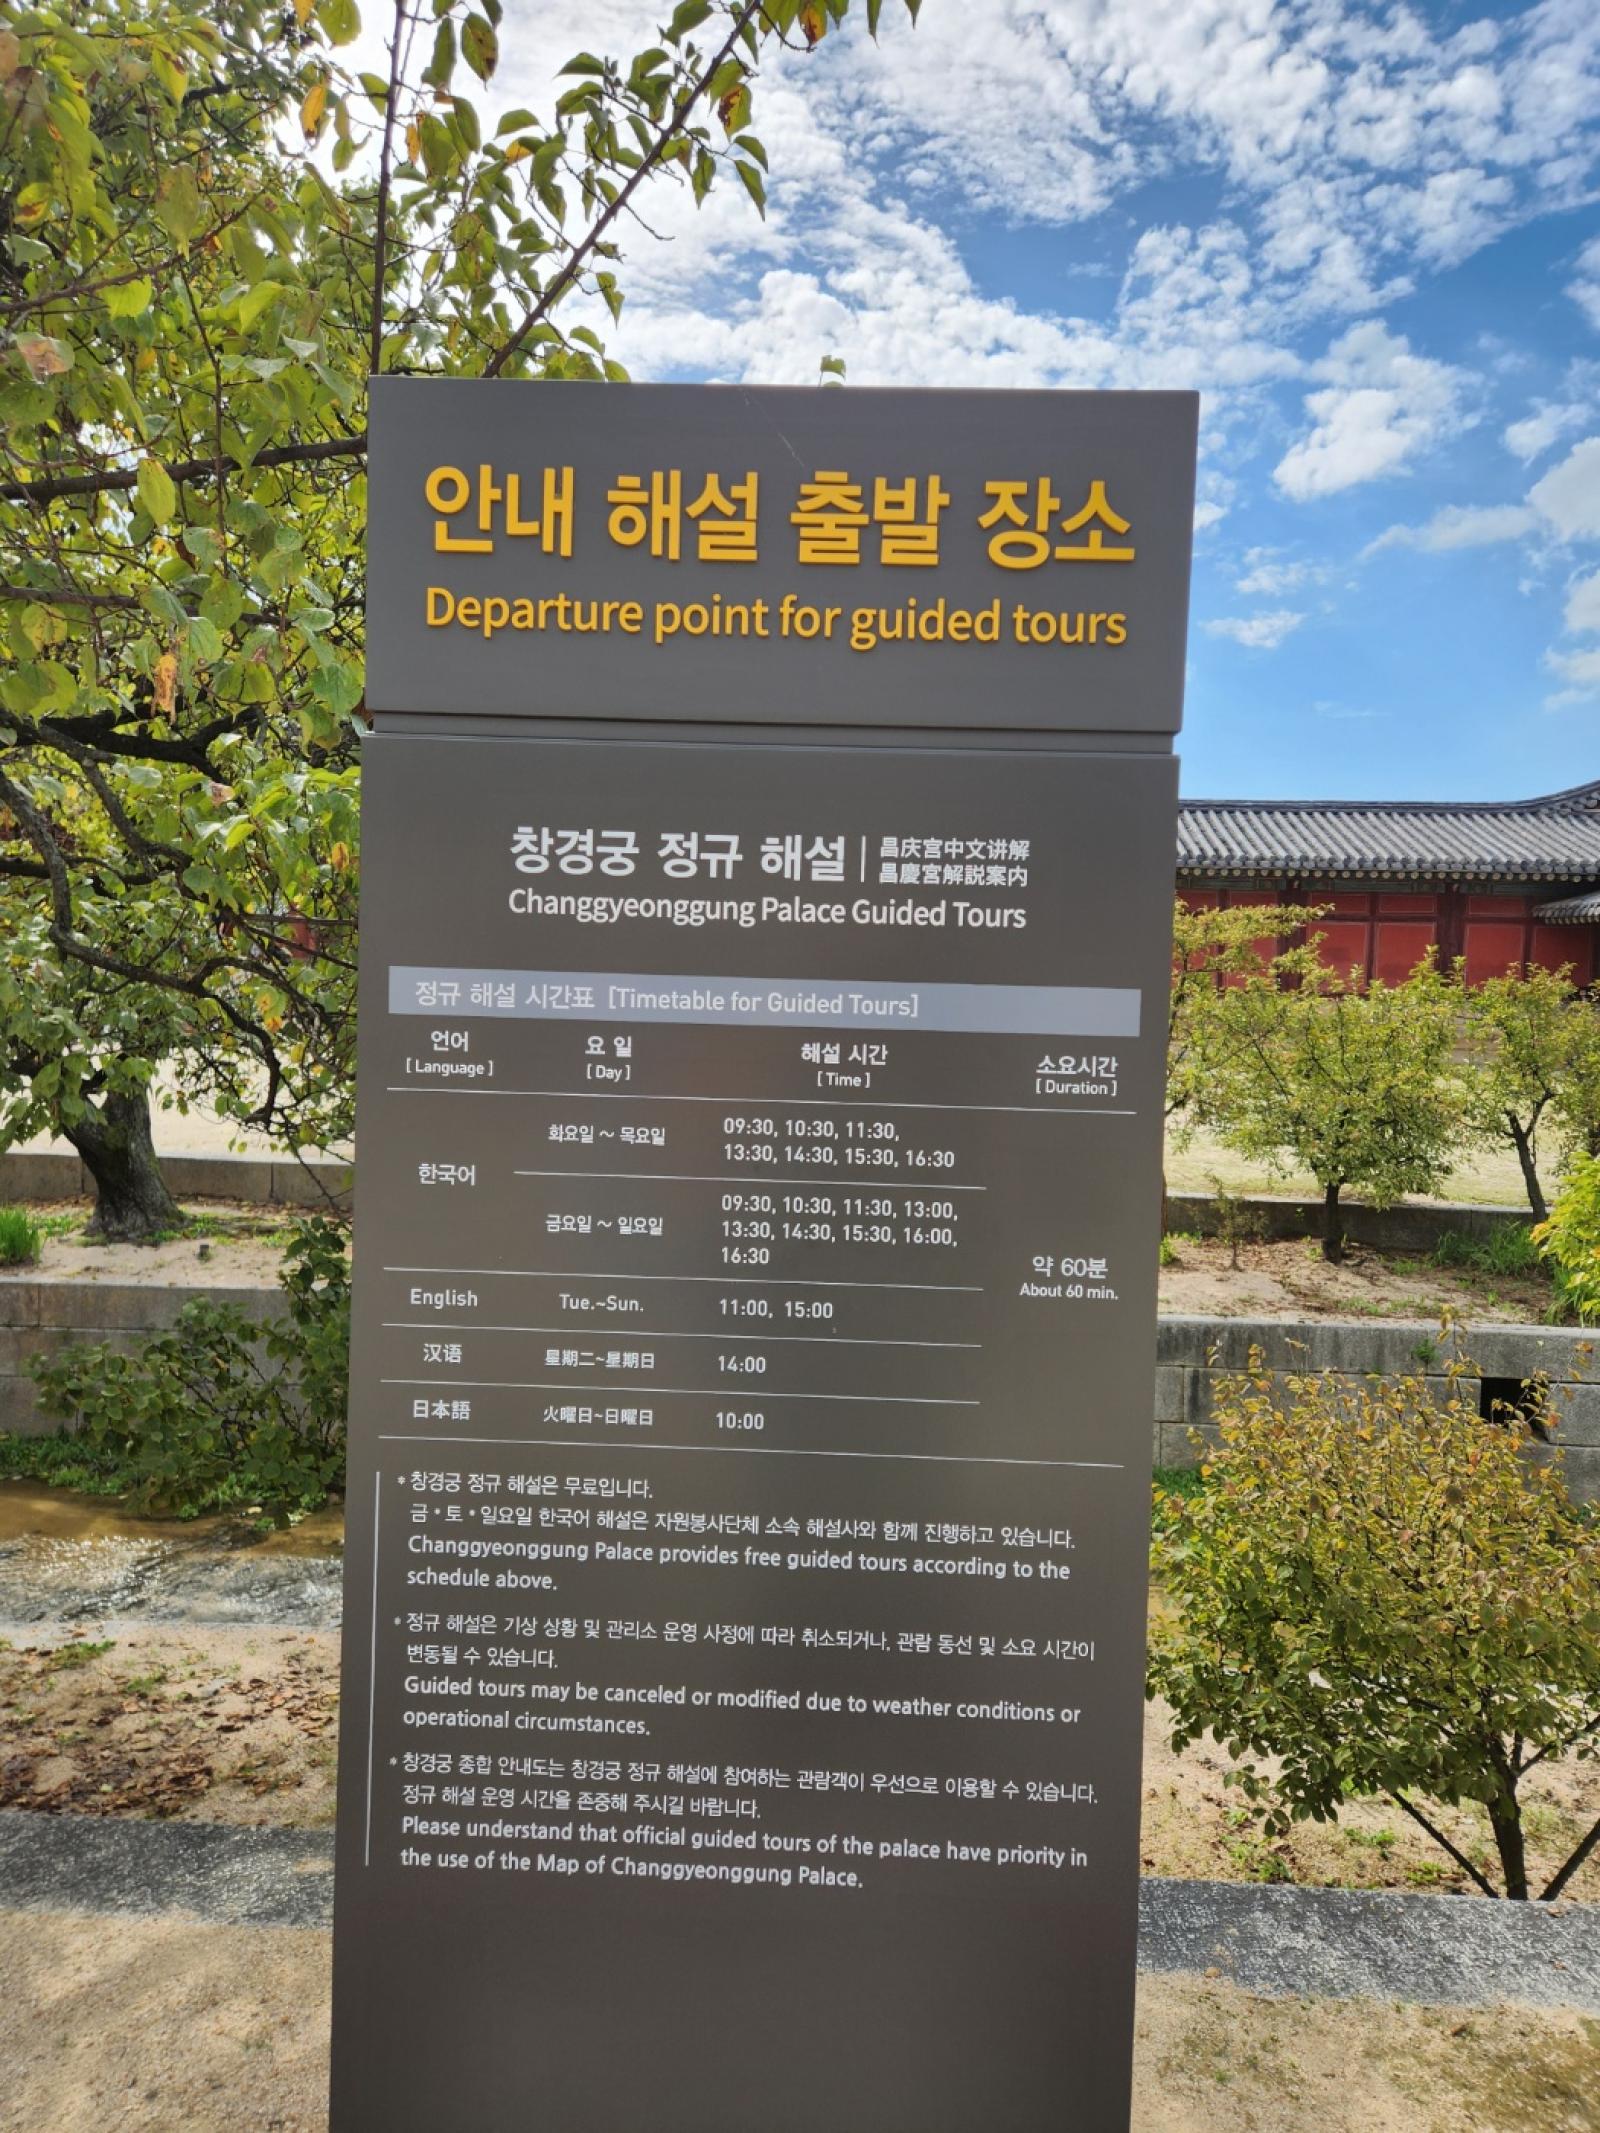 안내 해설 출발 장소
Departure point for guided tours
창경궁 정규 해설
昌庆宫中文讲解
昌慶宮解説案内
Changgyeonggung Palace Guided Tours
정규 해설 시간표 [Timetable for Guided Tours]
언어 요 일 해설 시간 소요시간
[ Language ] [ Day ] [ Time ] [ Duration ]
한국어
화요일 ~ 목요일
09:30, 10:30, 11:30,
13:30, 14:30, 15:30, 16:30
금요일 ~ 일요일
09:30, 10:30, 11:30, 13:00,
13:30, 14:30, 15:30, 16:00,
16:30
약 60분
About 60 min.
English Tue.~Sun. 11:00, 15:00
汉语 星期二~星期日 14:00
日本語 火曜日~日曜日 10:00
* 창경궁 정규 해설은 무료입니다.
금・토・일요일 한국어 해설은 자원봉사단체 소속 해설사와 함께 진행하고 있습니다.
Changgyeonggung Palace provides free guided tours according to the
schedule above.
* 정규 해설은 기상 상황 및 관리소 운영 사정에 따라 취소되거나, 관람 동선 및 소요 시간이
변동될 수 있습니다.
Guided tours may be canceled or modified due to weather conditions or
operational circumstances.
* 창경궁 종합 안내도는 창경궁 정규 해설에 참여하는 관람객이 우선으로 이용할 수 있습니다.
정규 해설 운영 시간을 존중해 주시길 바랍니다.
Please understand that official guided tours of the palace have priority in
the use of the Map of Changgyeonggung Palace.